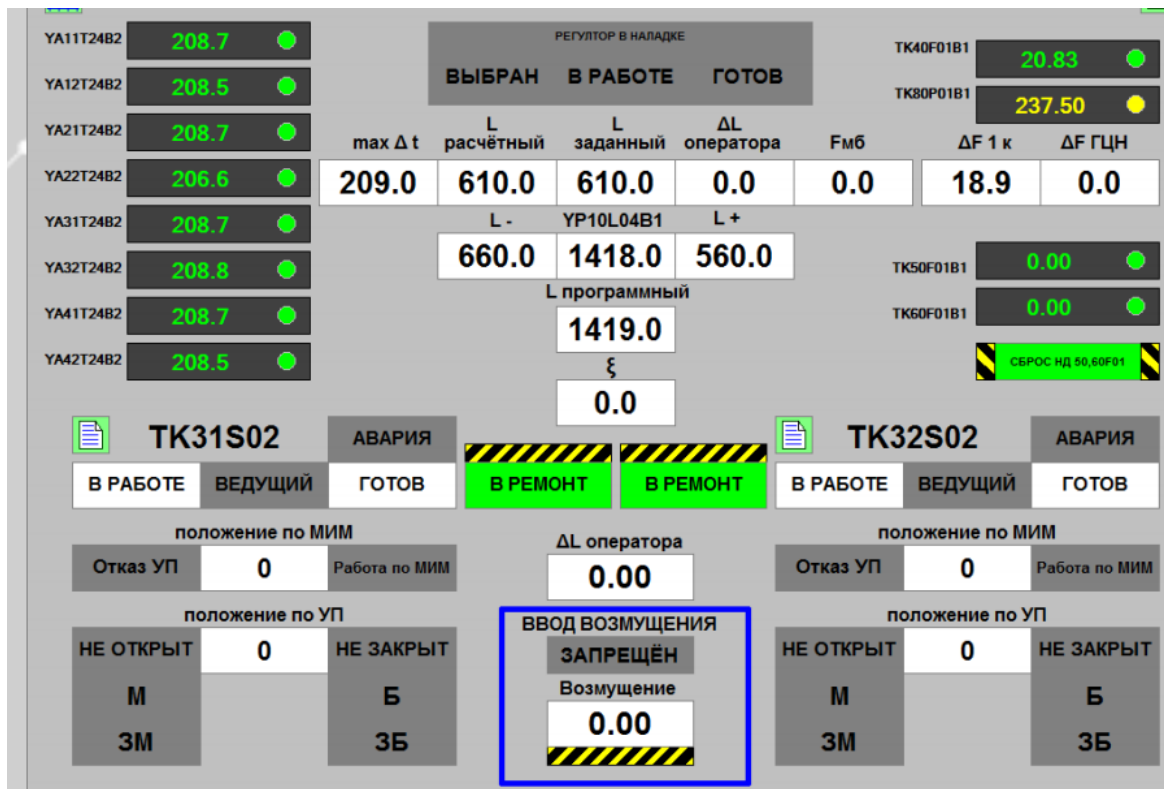 YA11T24B2 208.7
YA12T24B2 208.5
YA21T24B2 208.7
YA22T24B2 206.6
YA31T24B2 208.7
YA32T24B2 208.8
YA41T24B2 208.7
YA42T24B2 208.5
РЕГУЛТОР В НАЛАДКЕ
ВЫБРАН В РАБОТЕ ГОТОВ
TK40F01B1 20.83
TK80P01B1 237.50
max Δ t L расчётный L заданный ΔL оператора Fмб ΔF 1 к ΔF ГЦН
209.0 610.0 610.0 0.0 0.0 18.9 0.0
L - YP10L04B1 L +
660.0 1418.0 560.0
L программный
1419.0
ξ
0.0
TK50F01B1 0.00
TK60F01B1 0.00
СБРОС НД 50,60F01
TK31S02 АВАРИЯ
В РАБОТЕ ВЕДУЩИЙ ГОТОВ
положение по МИМ
Отказ УП 0 Работа по МИМ
положение по УП
НЕ ОТКРЫТ 0 НЕ ЗАКРЫТ
М Б
ЗМ ЗБ
В РЕМОНТ В РЕМОНТ
ΔL оператора
0.00
ВВОД ВОЗМУЩЕНИЯ
ЗАПРЕЩЁН
Возмущение
0.00
TK32S02 АВАРИЯ
В РАБОТЕ ВЕДУЩИЙ ГОТОВ
положение по МИМ
Отказ УП 0 Работа по МИМ
положение по УП
НЕ ОТКРЫТ 0 НЕ ЗАКРЫТ
М Б
ЗМ ЗБ